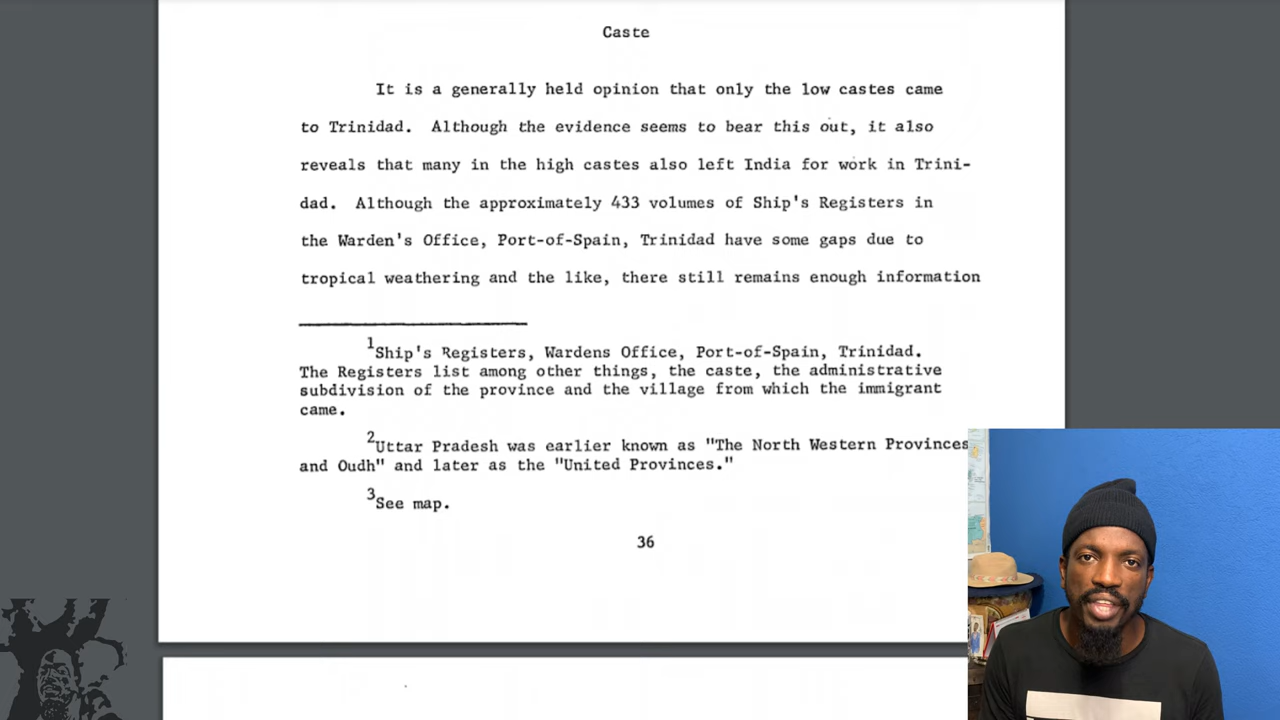 Caste
It is a generally held opinion that only the low castes came
to Trinidad. Although the evidence seems to bear this out, it also
reveals that many in the high castes also left India for work in Trini-
dad. Although the approximately 433 volumes of Ship's Registers in
the Warden's Office, Port-of-Spain, Trinidad have some gaps due to
tropical weathering and the like, there still remains enough information
1Ship's Registers, Wardens Office, Port-of-Spain, Trinidad.
The Registers list among other things, the caste, the administrative
subdivision of the province and the village from which the immigrant
came.
2Uttar Pradesh was earlier known as "The North Western Provinces
and Oudh" and later as the "United Provinces."
3See map.
36